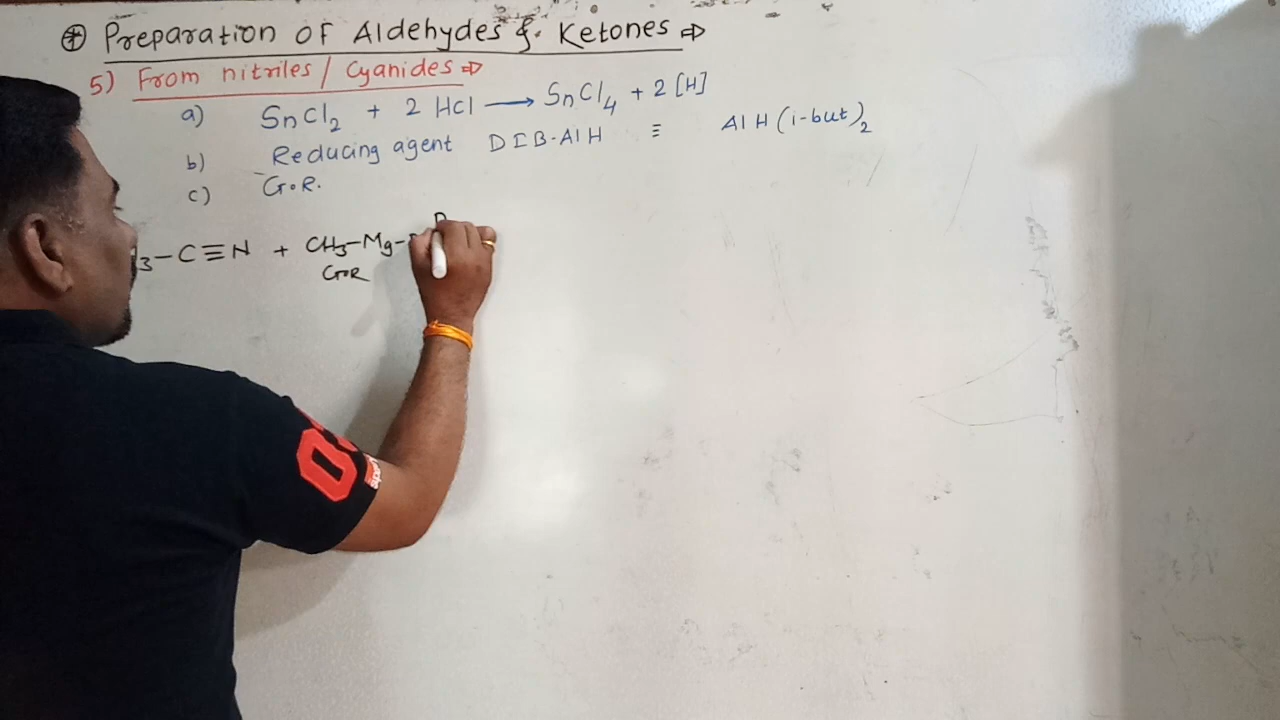 ⊕ Preparation OF Aldehydes & Ketones ⇒
5) From nitriles / Cyanides ⇒
a) SnCl₂ + 2 HCl ⟶ SnCl₄ + 2 [H]
b) Reducing agent DIB-AlH ≡ AlH(i-but)₂
c) G.R.
₃-C≡N + CH₃-Mg-
GR